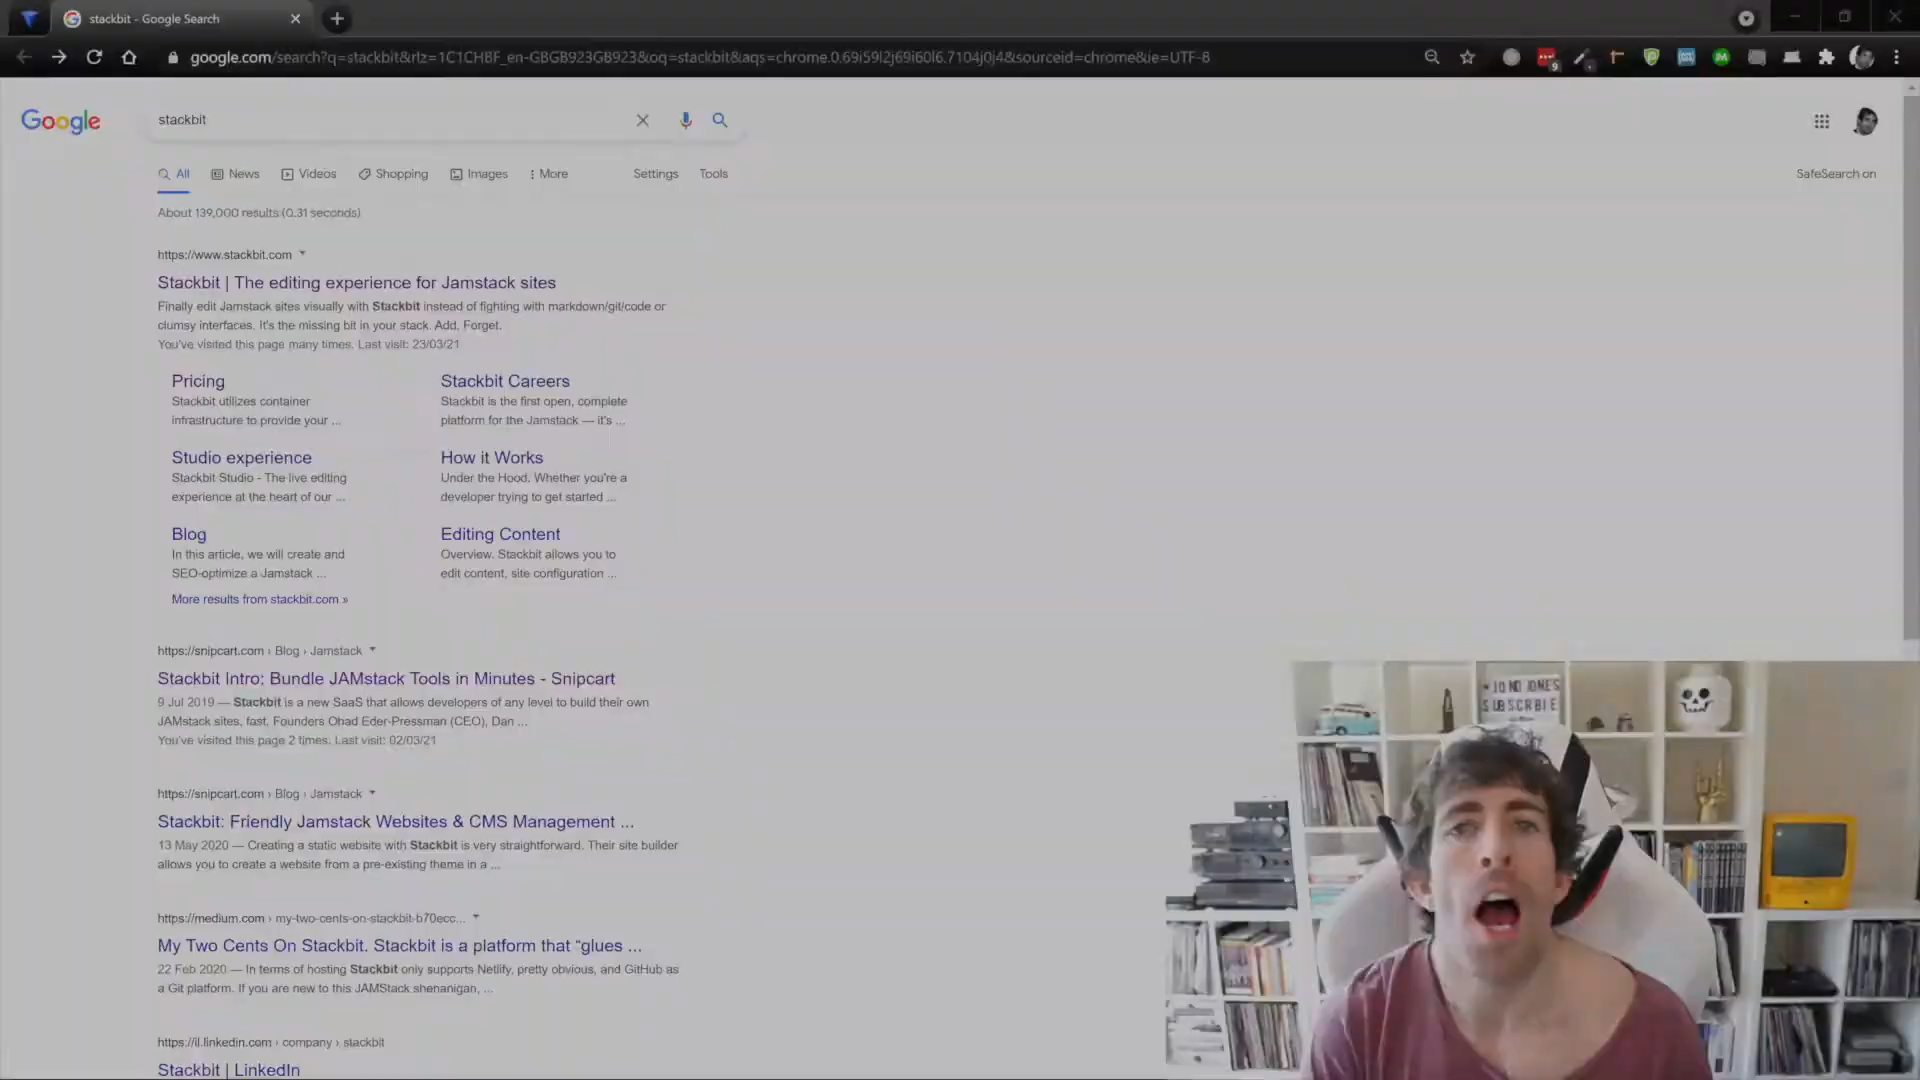 stackbit - Google Search
google.com/search?q=stackbit&rlz=1C1CHBF_en-GBGB923GB923&oq=stackbit&aqs=chrome.0.69i59l2j69i60l6.7104j0j4&sourceid=chrome&ie=UTF-8
Google
stackbit
All News Videos Shopping Images More Settings Tools
SafeSearch on
About 139,000 results (0.31 seconds)
https://www.stackbit.com
Stackbit | The editing experience for Jamstack sites
Finally edit Jamstack sites visually with Stackbit instead of fighting with markdown/git/code or
clumsy interfaces. It's the missing bit in your stack. Add, Forget.
You've visited this page many times. Last visit: 23/03/21
Pricing
Stackbit utilizes container
infrastructure to provide your ...
Stackbit Careers
Stackbit is the first open, complete
platform for the Jamstack — it's ...
Studio experience
Stackbit Studio - The live editing
experience at the heart of our ...
How it Works
Under the Hood. Whether you're a
developer trying to get started ...
Blog
In this article, we will create and
SEO-optimize a Jamstack ...
Editing Content
Overview. Stackbit allows you to
edit content, site configuration ...
More results from stackbit.com »
https://snipcart.com › Blog › Jamstack
Stackbit Intro: Bundle JAMstack Tools in Minutes - Snipcart
9 Jul 2019 — Stackbit is a new SaaS that allows developers of any level to build their own
JAMstack sites, fast. Founders Ohad Eder-Pressman (CEO), Dan ...
You've visited this page 2 times. Last visit: 02/03/21
https://snipcart.com › Blog › Jamstack
Stackbit: Friendly Jamstack Websites & CMS Management ...
13 May 2020 — Creating a static website with Stackbit is very straightforward. Their site builder
allows you to create a website from a pre-existing theme in a ...
https://medium.com › my-two-cents-on-stackbit-b70ecc...
My Two Cents On Stackbit. Stackbit is a platform that “glues ...
22 Feb 2020 — In terms of hosting Stackbit only supports Netlify, pretty obvious, and GitHub as
a Git platform. If you are new to this JAMStack shenanigan, ...
https://il.linkedin.com › company › stackbit
Stackbit | LinkedIn
JONO JONES
SUBSCRBIE